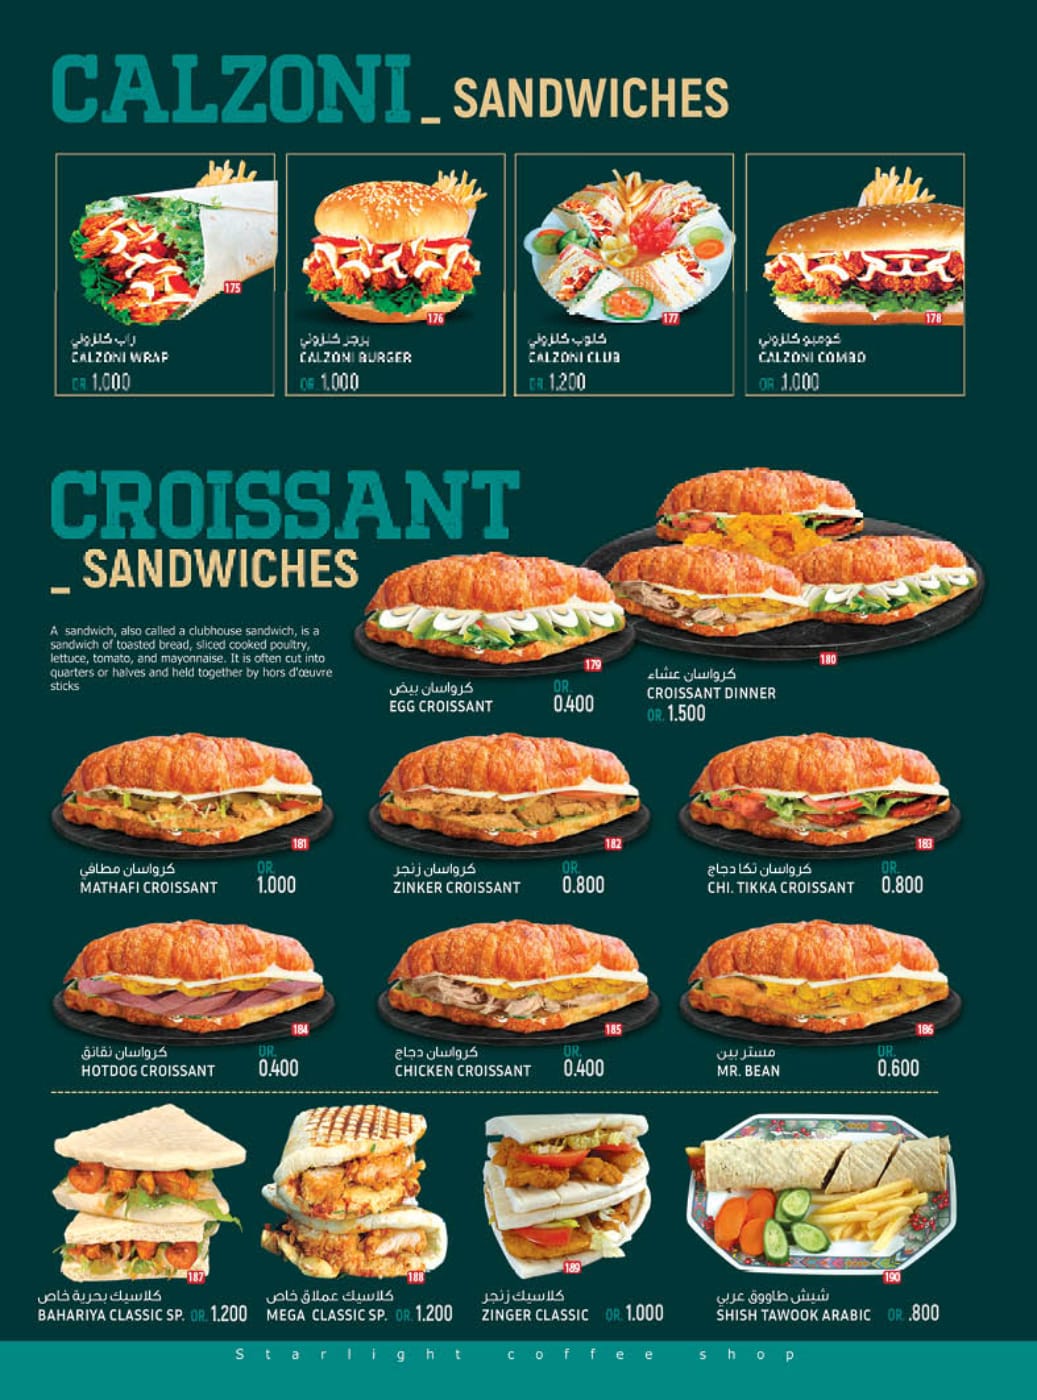 CALZONI _ SANDWICHES
175
راب كلزوني
CALZONI WRAP
OR 1.000
176
برجر كلزوني
CALZONI BURGER
OR 1.000
177
كلوب كلزوني
CALZONI CLUB
OR 1.200
178
كومبو كلزوني
CALZONI COMBO
OR 1.000
CROISSANT
_ SANDWICHES
A sandwich, also called a clubhouse sandwich, is a
sandwich of toasted bread, sliced cooked poultry,
lettuce, tomato, and mayonnaise. It is often cut into
quarters or halves and held together by hors d'œuvre
sticks
179
كرواسان بيض
EGG CROISSANT
OR.
0.400
180
كرواسان عشاء
CROISSANT DINNER
OR. 1.500
181
كرواسان مطافي
MATHAFI CROISSANT
OR.
1.000
182
كرواسان زنجر
ZINKER CROISSANT
OR.
0.800
183
كرواسان تكا دجاج
CHI. TIKKA CROISSANT
OR.
0.800
184
كرواسان نقانق
HOTDOG CROISSANT
OR.
0.400
185
كرواسان دجاج
CHICKEN CROISSANT
OR.
0.400
186
مستر بين
MR. BEAN
OR.
0.600
187
كلاسيك بحرية خاص
BAHARIYA CLASSIC SP. OR. 1.200
188
كلاسيك عملاق خاص
MEGA CLASSIC SP. OR. 1.200
189
كلاسيك زنجر
ZINGER CLASSIC OR. 1.000
190
شيش طاووق عربي
SHISH TAWOOK ARABIC OR. .800
Starlight coffee shop